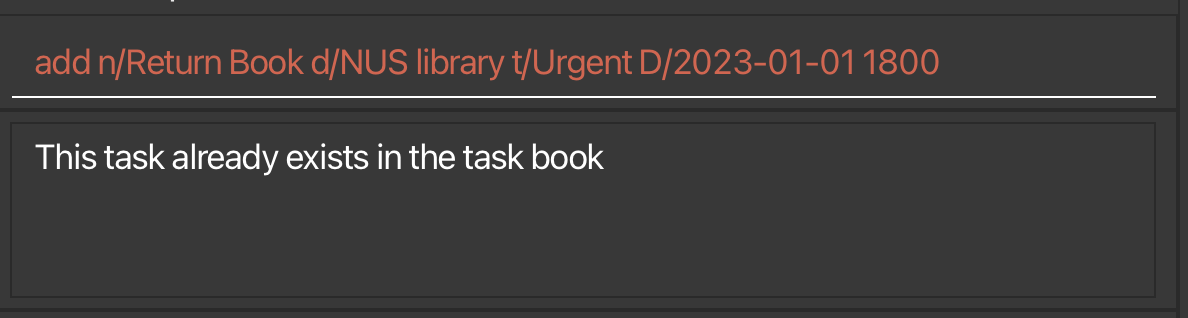 add n/Return Book d/NUS library t/Urgent D/2023-01-01 1800
This task already exists in the task book